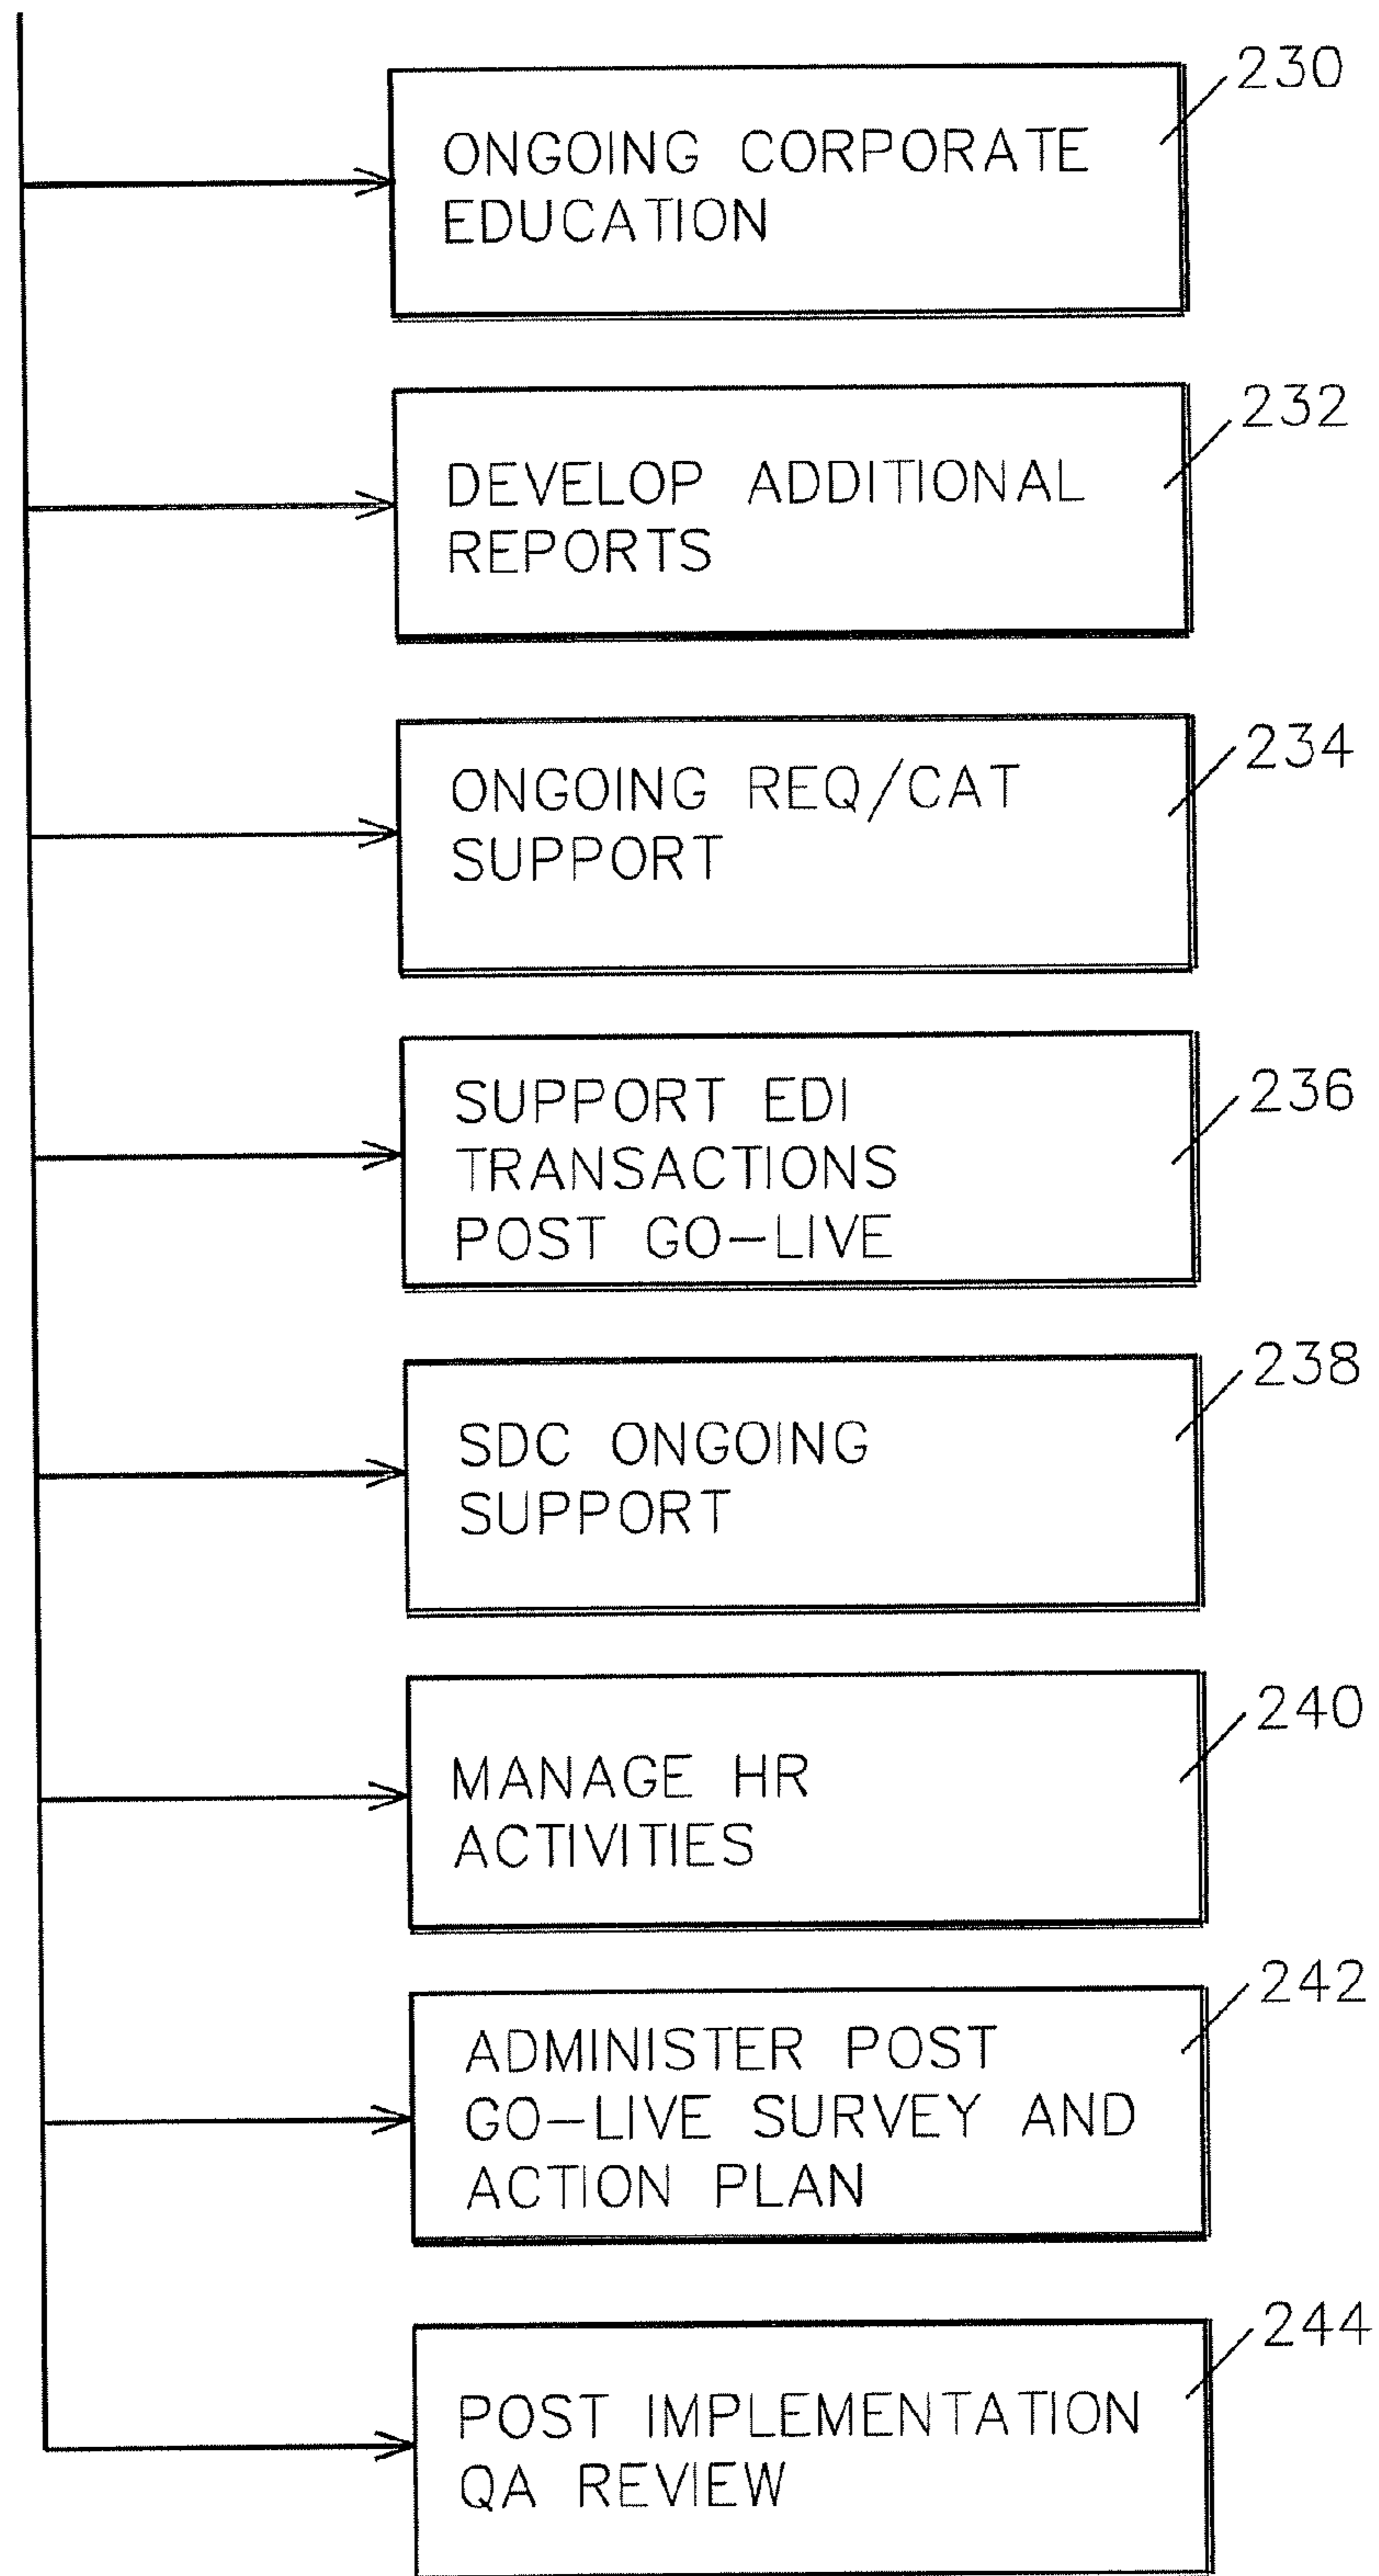 230
ONGOING CORPORATE
EDUCATION
232
DEVELOP ADDITIONAL
REPORTS
234
ONGOING REQ/CAT
SUPPORT
236
SUPPORT EDI
TRANSACTIONS
POST GO-LIVE
238
SDC ONGOING
SUPPORT
240
MANAGE HR
ACTIVITIES
242
ADMINISTER POST
GO-LIVE SURVEY AND
ACTION PLAN
244
POST IMPLEMENTATION
QA REVIEW